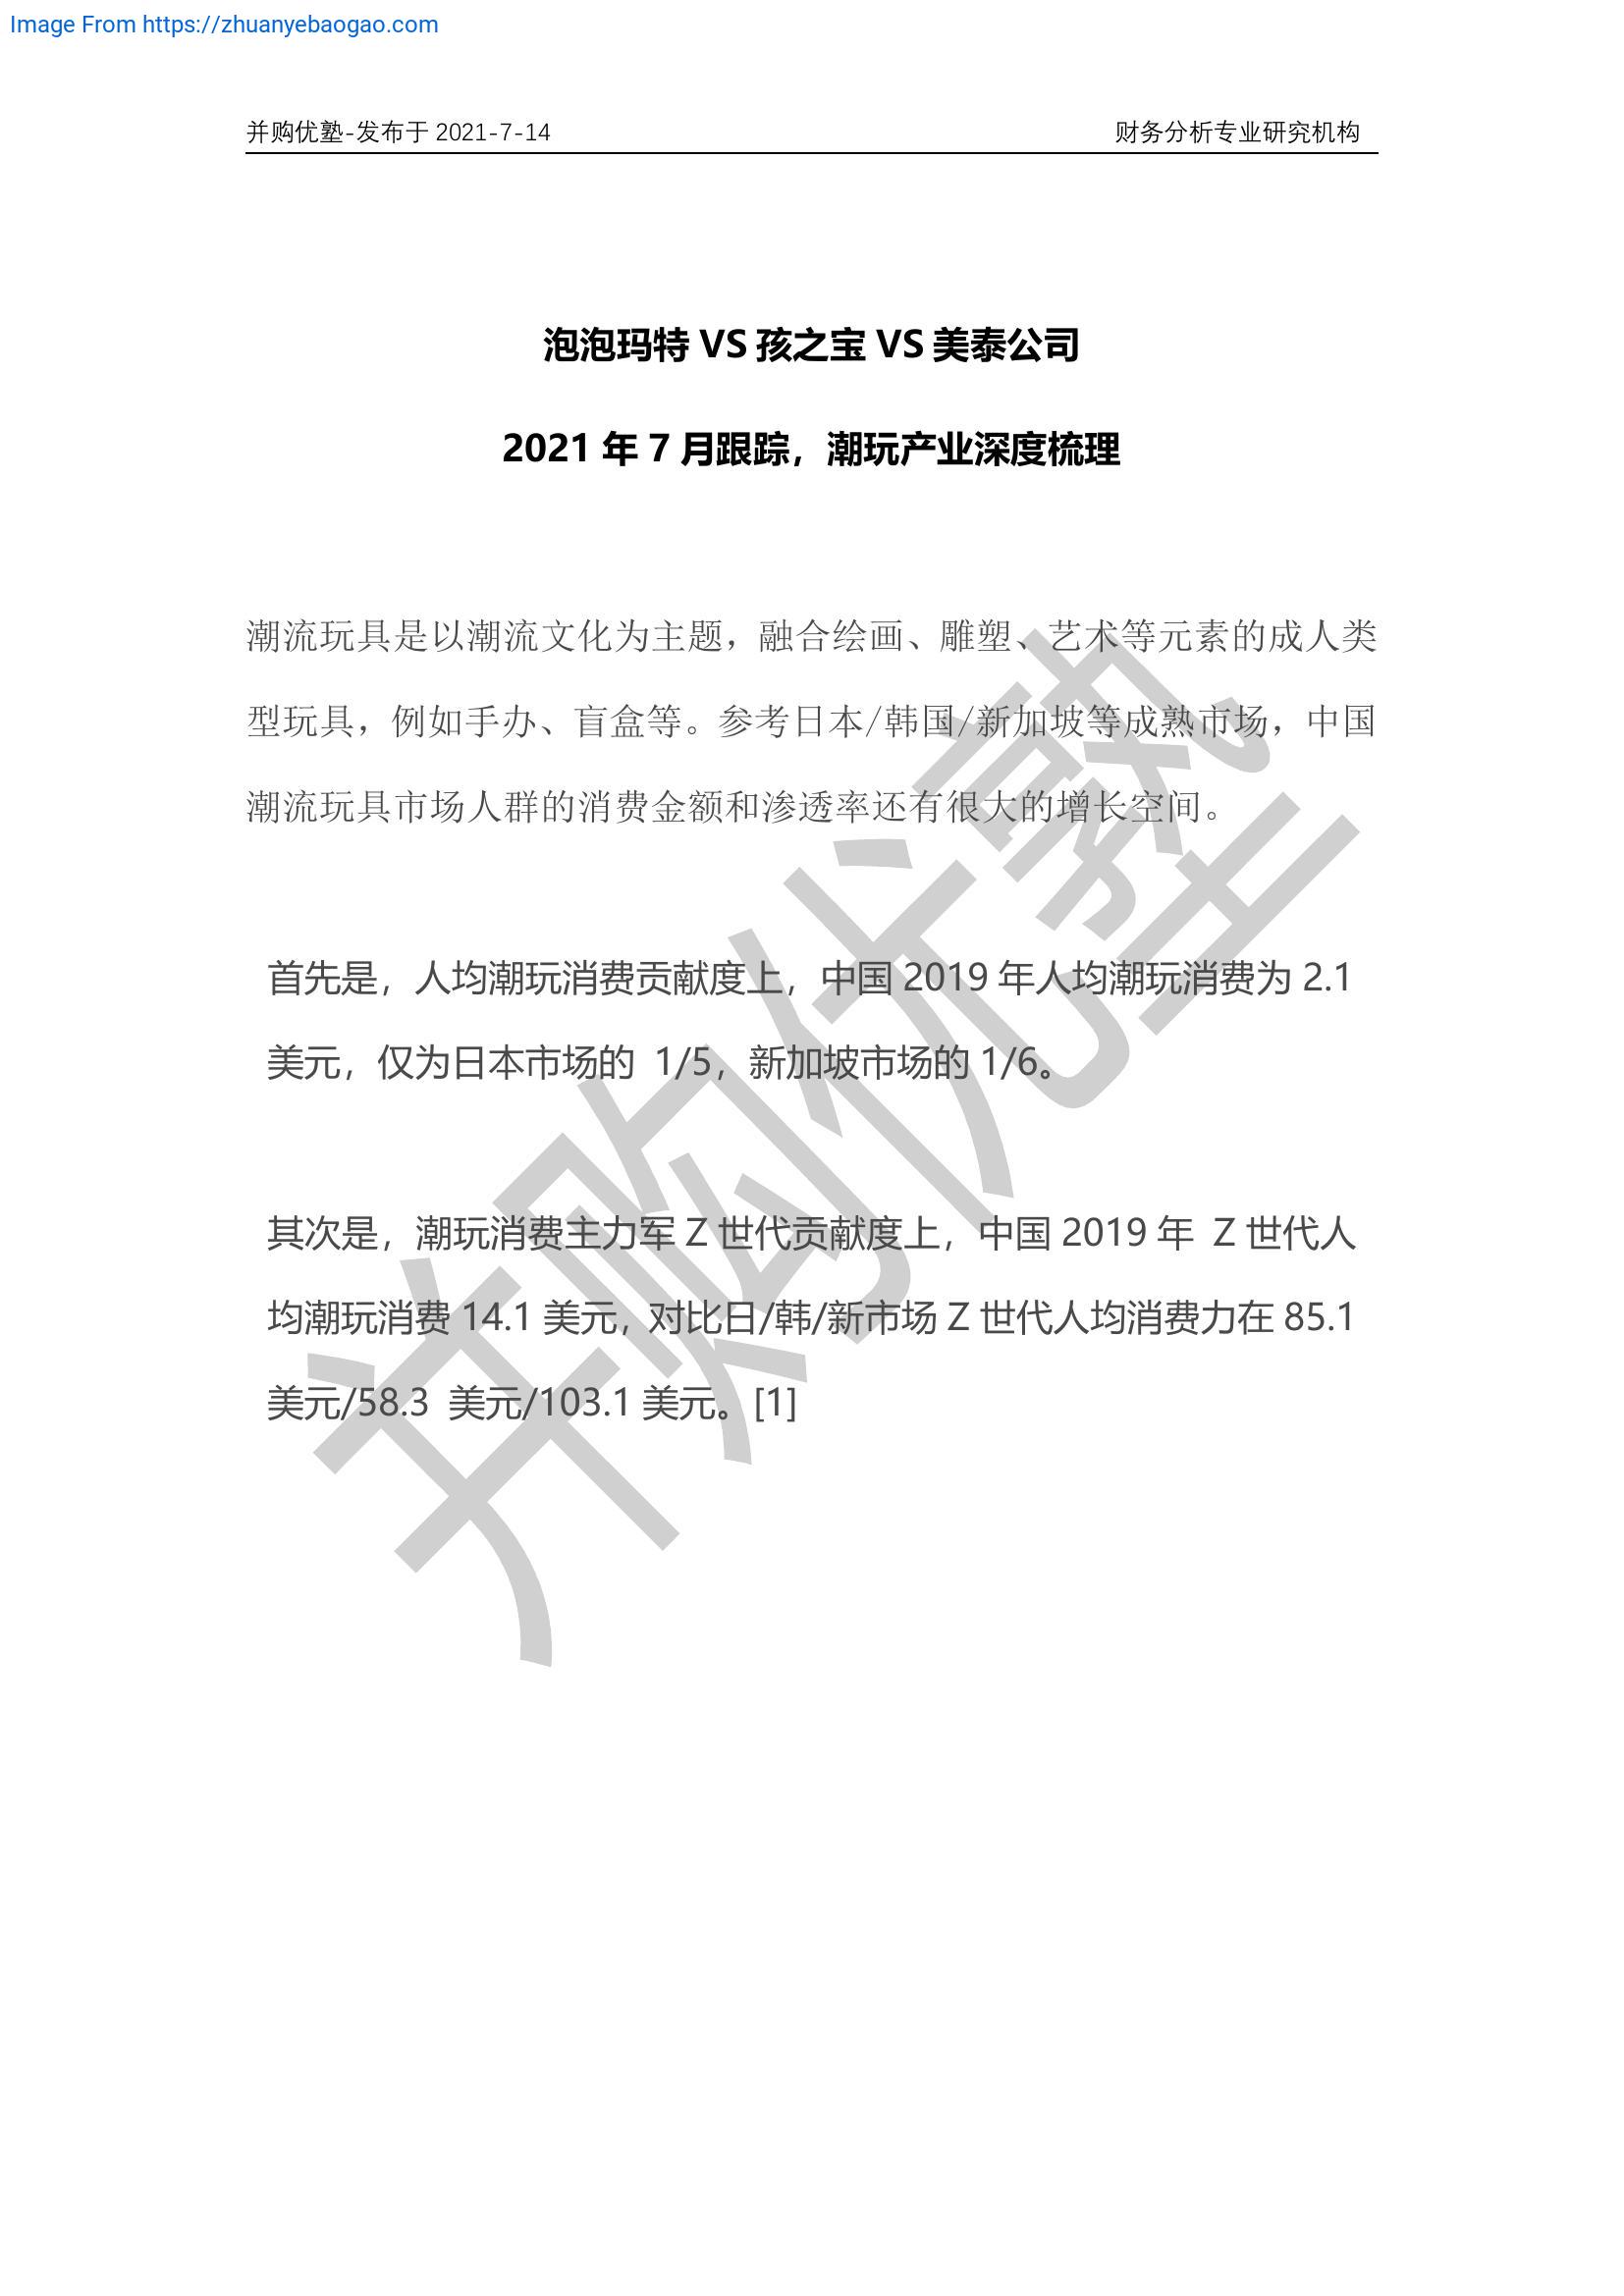 Image From https://zhuanyebaogao.com
并购优塾-发布于 2021-7-14 财务分析专业研究机构
泡泡玛特 VS 孩之宝 VS 美泰公司
2021 年 7 月跟踪，潮玩产业深度梳理
潮流玩具是以潮流文化为主题，融合绘画、雕塑、艺术等元素的成人类
型玩具，例如手办、盲盒等。参考日本/韩国/新加坡等成熟市场，中国
潮流玩具市场人群的消费金额和渗透率还有很大的增长空间。
首先是，人均潮玩消费贡献度上，中国 2019 年人均潮玩消费为 2.1
美元，仅为日本市场的 1/5，新加坡市场的 1/6。
其次是，潮玩消费主力军 Z 世代贡献度上，中国 2019 年 Z 世代人
均潮玩消费 14.1 美元，对比日/韩/新市场 Z 世代人均消费力在 85.1
美元/58.3 美元/103.1 美元。[1]
并购优塾